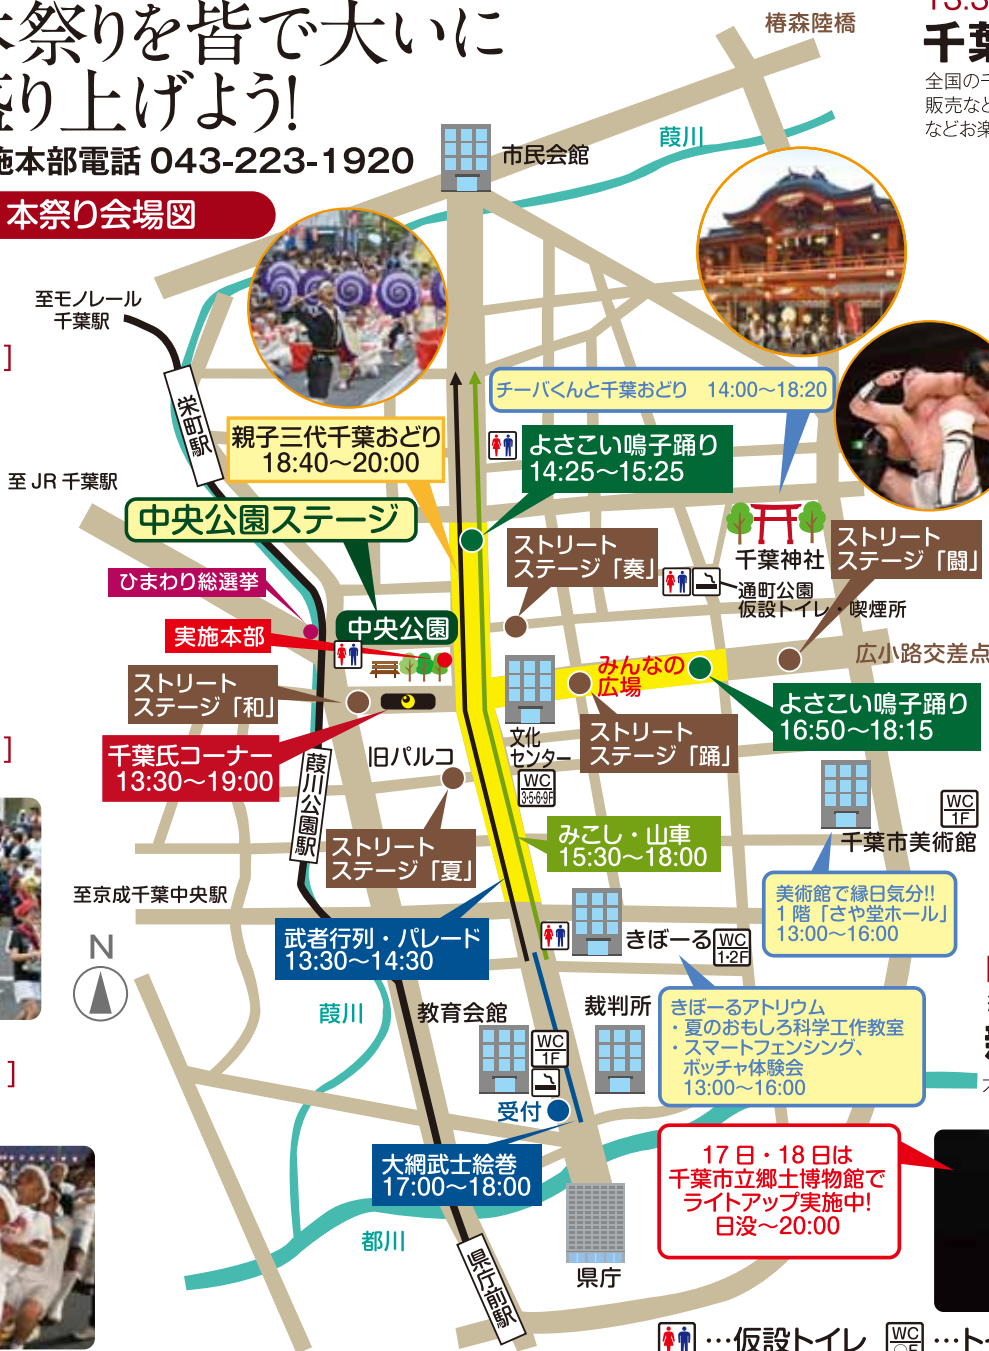 本祭りを皆で大いに
盛り上げよう!
施本部電話 043-223-1920
本祭り会場図
椿森陸橋
葭川
市民会館
全国の千
販売など
などお楽
至モノレール
千葉駅
栄町駅
至 JR 千葉駅
チーバくんと千葉おどり 14:00〜18:20
親子三代千葉おどり
18:40〜20:00
よさこい鳴子踊り
14:25〜15:25
中央公園ステージ
ストリート
ステージ「奏」
千葉神社
ストリート
ステージ「闘」
ひまわり総選挙
通町公園
仮設トイレ・喫煙所
実施本部
中央公園
みんなの
広場
広小路交差点
ストリート
ステージ「和」
よさこい鳴子踊り
16:50〜18:15
千葉氏コーナー
13:30〜19:00
旧パルコ
文化
センター
WC
3・5・6・9F
ストリート
ステージ「踊」
葭川公園駅
ストリート
ステージ「夏」
みこし・山車
15:30〜18:00
WC
1F
千葉市美術館
至京成千葉中央駅
美術館で縁日気分!!
1 階「さや堂ホール」
13:00〜16:00
武者行列・パレード
13:30〜14:30
きぼーる
WC
1・2F
N
葭川
教育会館
裁判所
WC
1F
きぼーるアトリウム
・夏のおもしろ科学工作教室
・スマートフェンシング、
ボッチャ体験会
13:00〜16:00
受付
大綱武士絵巻
17:00〜18:00
17 日・18 日は
千葉市立郷土博物館で
ライトアップ実施中!
日没〜20:00
都川
県庁前駅
県庁
…仮設トイレ
WC
…ト